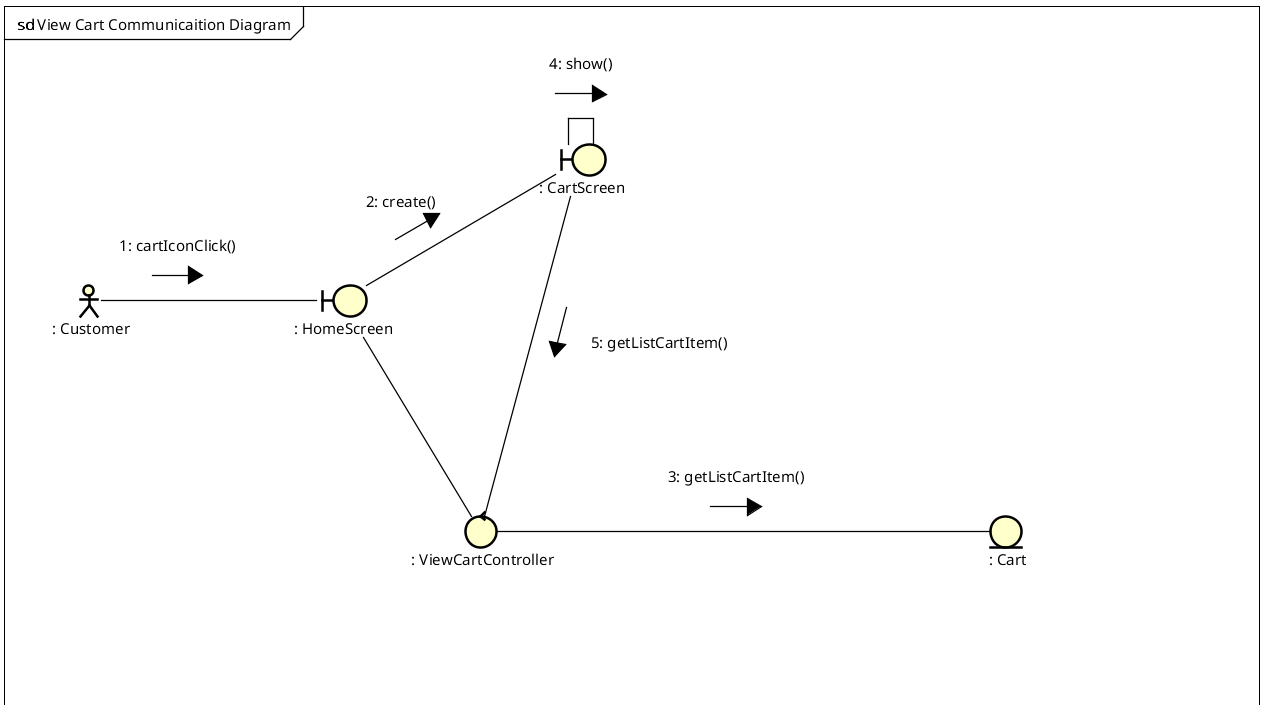 sd View Cart Communicaition Diagram
4: show()
: CartScreen
2: create()
1: cartIconClick()
: Customer
: HomeScreen
5: getListCartItem()
3: getListCartItem()
: ViewCartController
: Cart